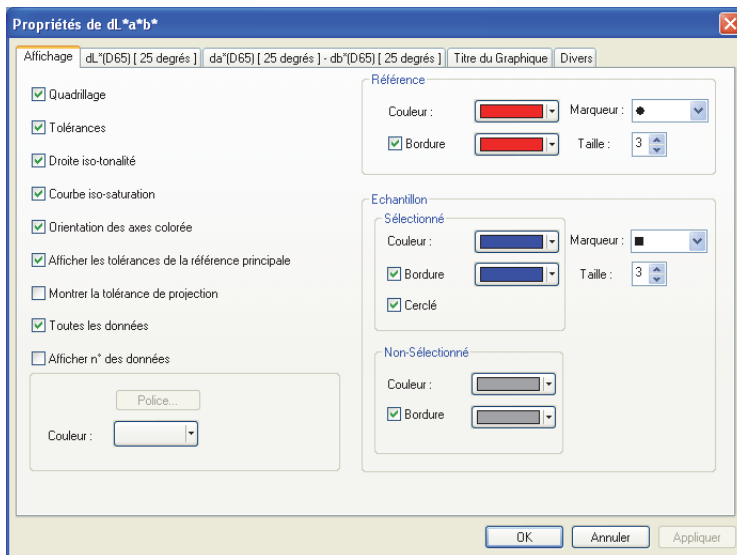 Propriétés de dL*a*b*
Affichage dL*(D65) [ 25 degrés ] da*(D65) [ 25 degrés ] - db*(D65) [ 25 degrés ] Titre du Graphique Divers
Quadrillage
Tolérances
Droite iso-tonalité
Courbe iso-saturation
Orientation des axes colorée
Afficher les tolérances de la référence principale
Montrer la tolérance de projection
Toutes les données
Afficher n° des données
Police...
Couleur :
Référence
Couleur : Marqueur :
Bordure Taille : 3
Echantillon
Sélectionné
Couleur : Marqueur :
Bordure Taille : 3
Cerclé
Non-Sélectionné
Couleur :
Bordure
OK Annuler Appliquer